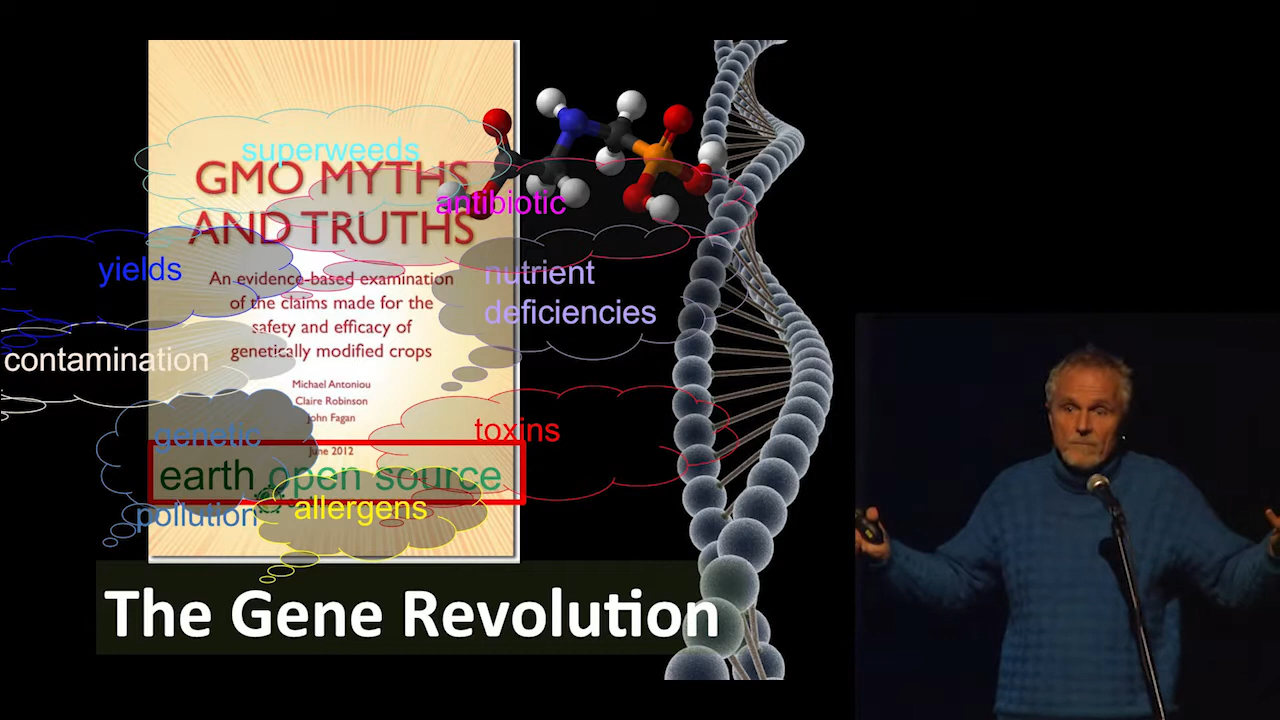 superweeds
GMO MYTHS
AND TRUTHS
antibiotic
yields
An evidence-based examination
of the claims made for the
safety and efficacy of
genetically modified crops
nutrient
deficiencies
contamination
Michael Antoniou
Claire Robinson
John Fagan
genetic
pollution
toxins
June 2012
earth open source
allergens
The Gene Revolution